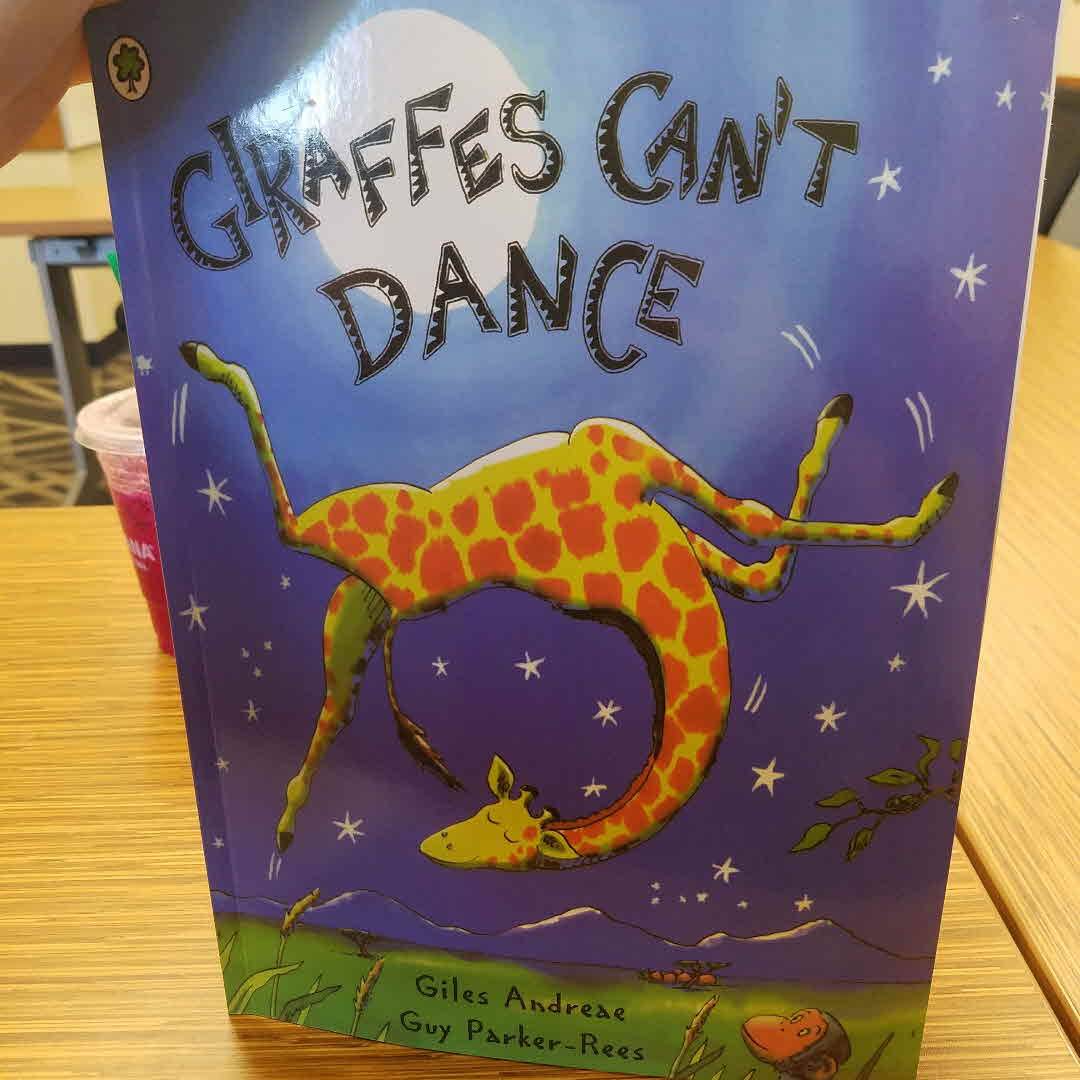 GIRAFFES CAN'T
DANCE
Giles Andreae
Guy Parker-Rees